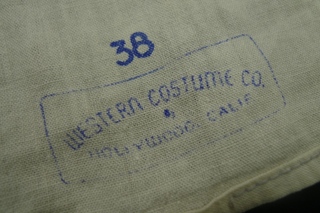 38
WESTERN COSTUME CO.
HOLLYWOOD, CALIF.